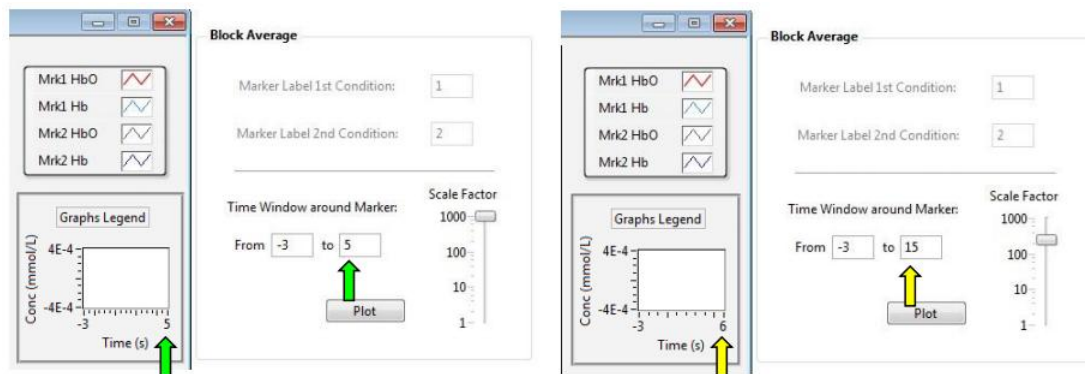 Block Average
Mrk1 HbO
Mrk1 Hb
Mrk2 HbO
Mrk2 Hb
Marker Label 1st Condition: 1
Marker Label 2nd Condition: 2
Graphs Legend
Conc (mmol/L)
4E-4
-4E-4
-3 5
Time (s)
Time Window around Marker:
From -3 to 5
Plot
Scale Factor
1000
100
10
1
Block Average
Mrk1 HbO
Mrk1 Hb
Mrk2 HbO
Mrk2 Hb
Marker Label 1st Condition: 1
Marker Label 2nd Condition: 2
Graphs Legend
Conc (mmol/L)
4E-4
-4E-4
-3 6
Time (s)
Time Window around Marker:
From -3 to 15
Plot
Scale Factor
1000
100
10
1